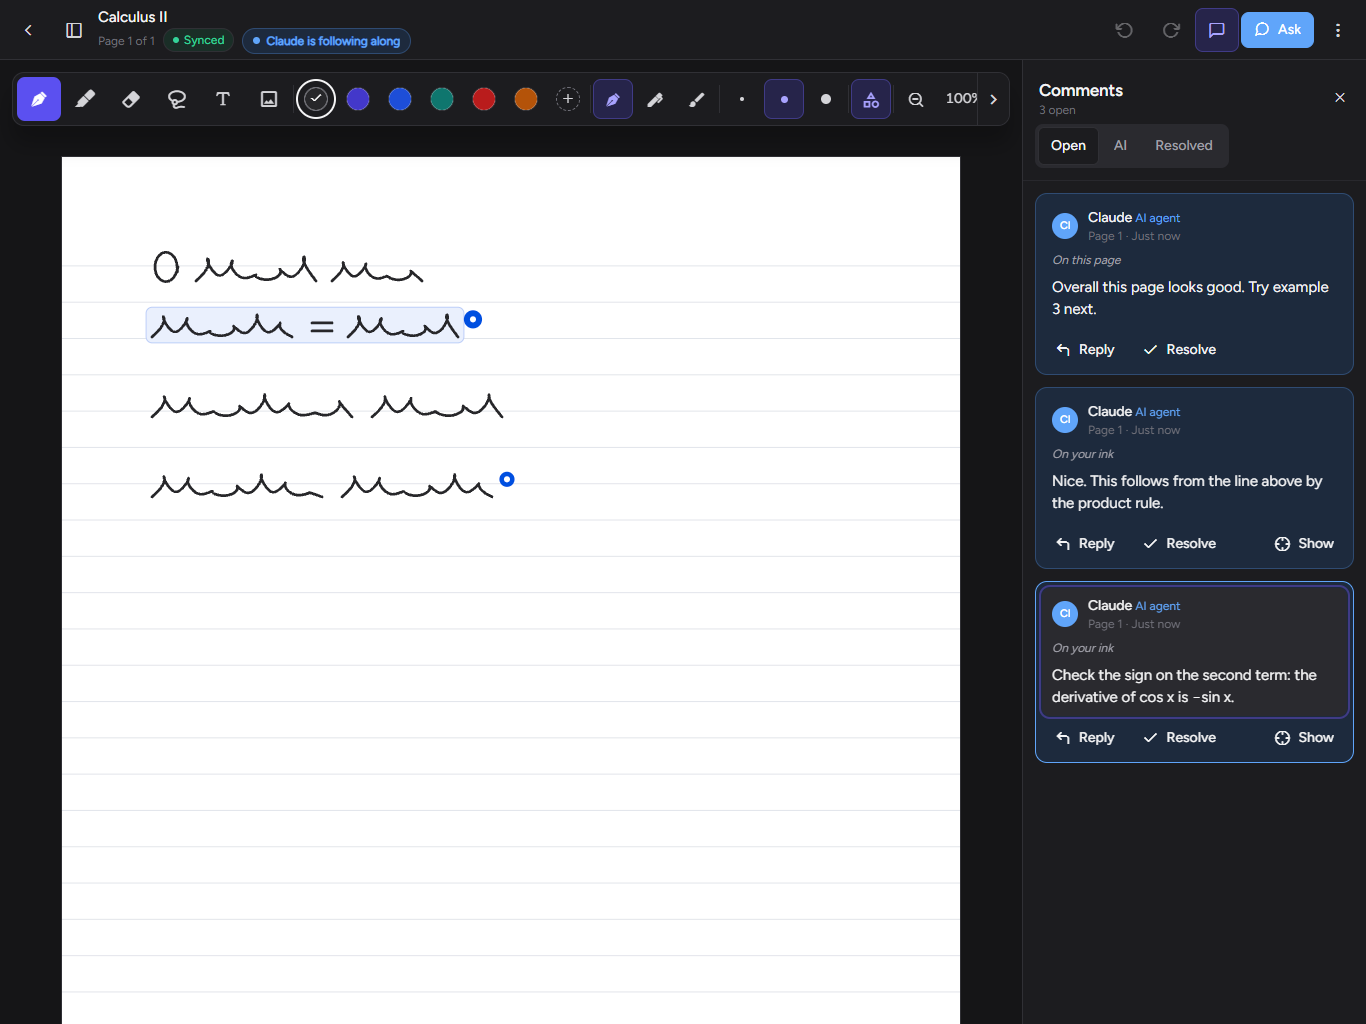 Calculus II
Page 1 of 1
Synced
Claude is following along
Ask
T
100%
Comments
3 open
Open
AI
Resolved
Cl
Claude AI agent
Page 1 · Just now
On this page
Overall this page looks good. Try example
3 next.
Reply
Resolve
Cl
Claude AI agent
Page 1 · Just now
On your ink
Nice. This follows from the line above by
the product rule.
Reply
Resolve
Show
Cl
Claude AI agent
Page 1 · Just now
On your ink
Check the sign on the second term: the
derivative of cos x is −sin x.
Reply
Resolve
Show